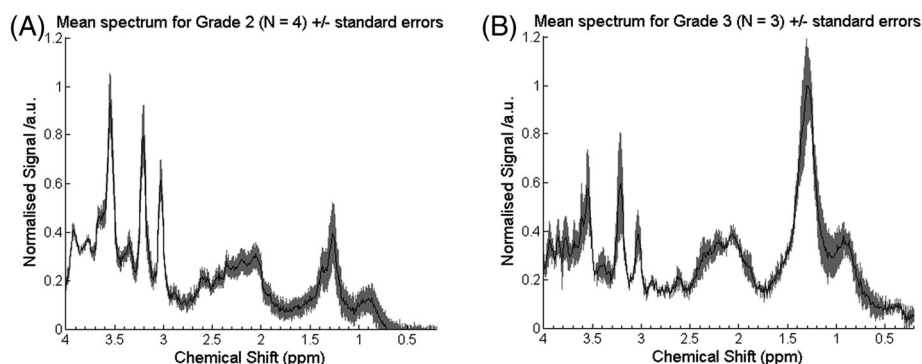 (A) Mean spectrum for Grade 2 (N = 4) +/- standard errors
Normalised Signal /a.u.
1.2
1
0.8
0.6
0.4
0.2
0
4 3.5 3 2.5 2 1.5 1 0.5
Chemical Shift (ppm)
(B) Mean spectrum for Grade 3 (N = 3) +/- standard errors
Normalised Signal /a.u.
1.2
1
0.8
0.6
0.4
0.2
0
4 3.5 3 2.5 2 1.5 1 0.5
Chemical Shift (ppm)